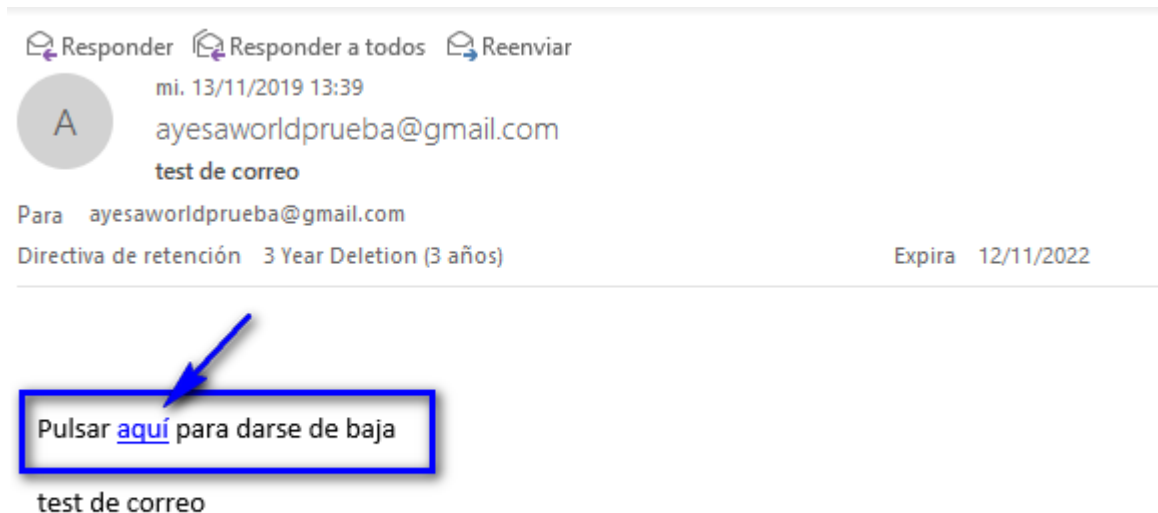 Responder Responder a todos Reenviar
mi. 13/11/2019 13:39
A
ayesaworldprueba@gmail.com
test de correo
Para ayesaworldprueba@gmail.com
Directiva de retención 3 Year Deletion (3 años) Expira 12/11/2022
Pulsar aquí para darse de baja
test de correo